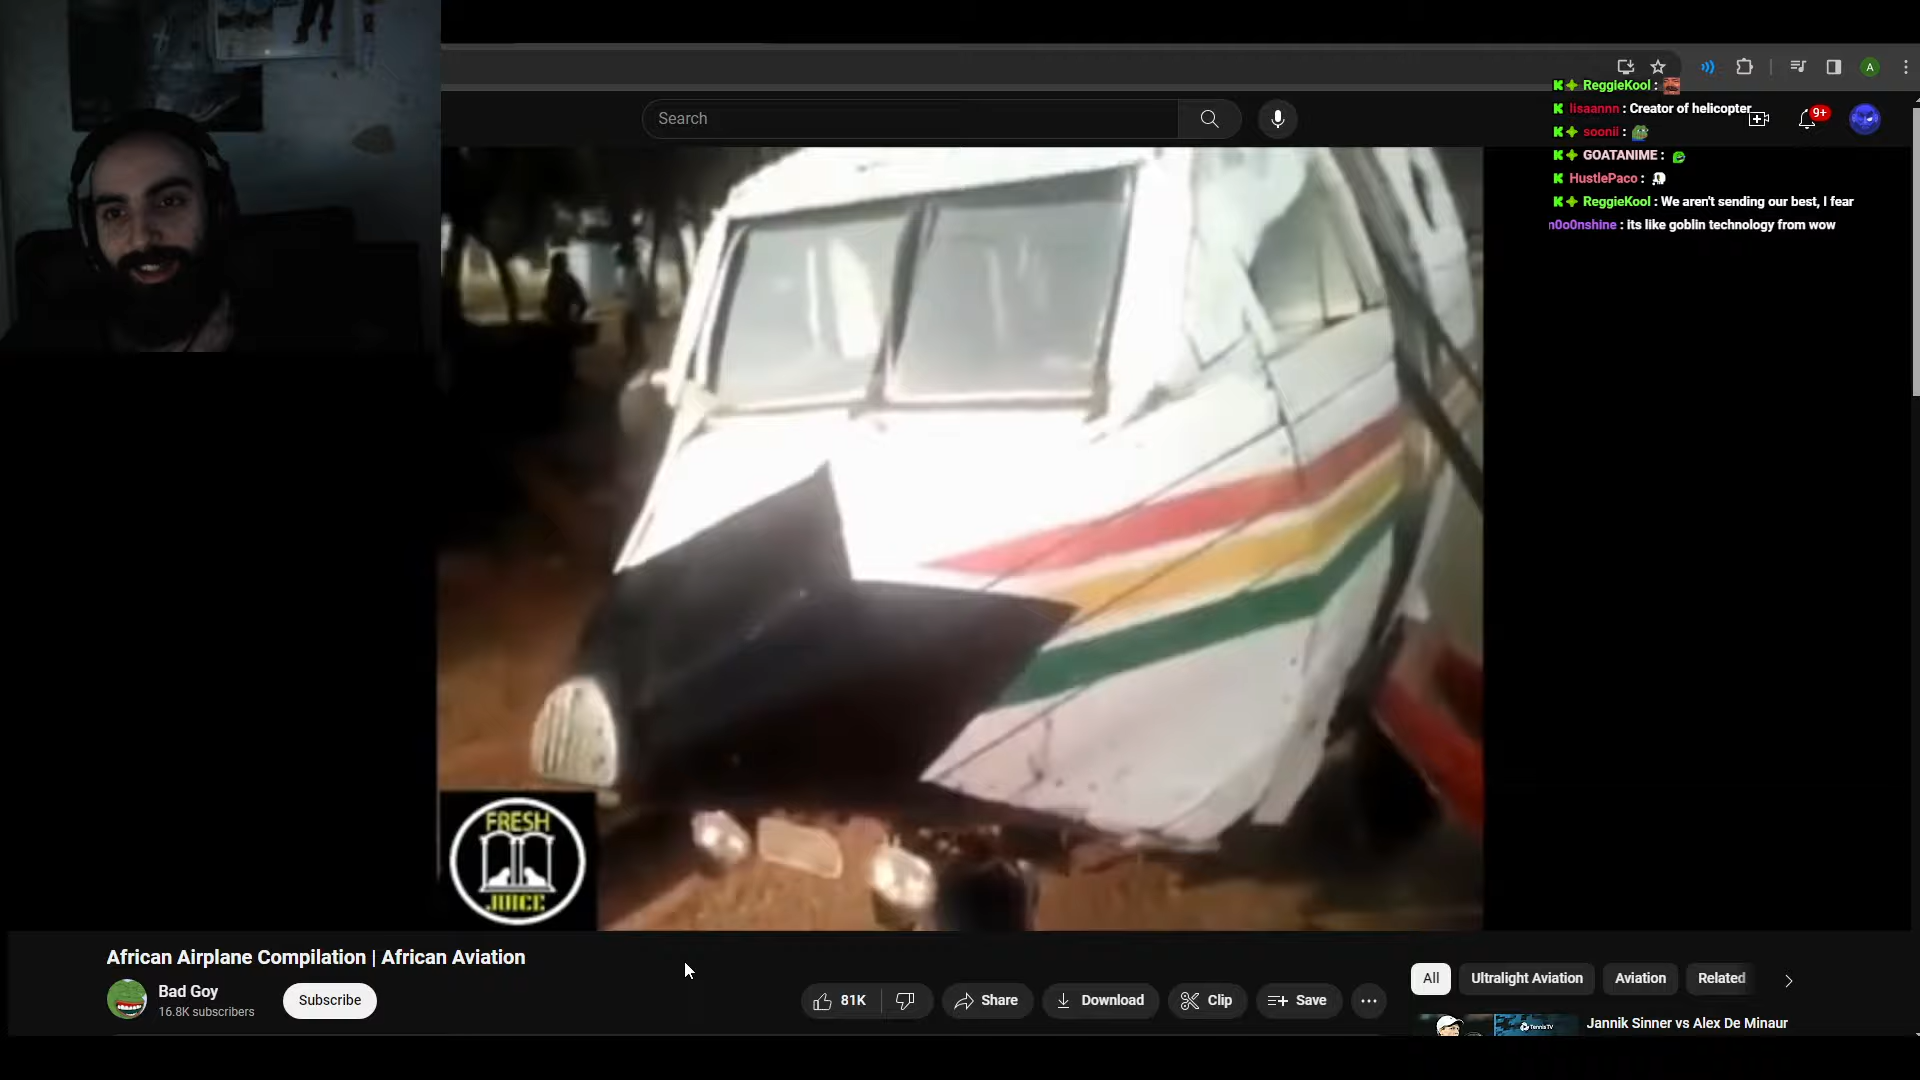 Search
A
9+
ReggieKool :
lisaannn : Creator of helicopter
soonii :
GOATANIME :
HustlePaco :
ReggieKool : We aren't sending our best, I fear
n0o0nshine : its like goblin technology from wow
FRESH
JUICE
African Airplane Compilation | African Aviation
Bad Goy
16.8K subscribers
Subscribe
81K
Share
Download
Clip
Save
All
Ultralight Aviation
Aviation
Related
TennisTV
Jannik Sinner vs Alex De Minaur